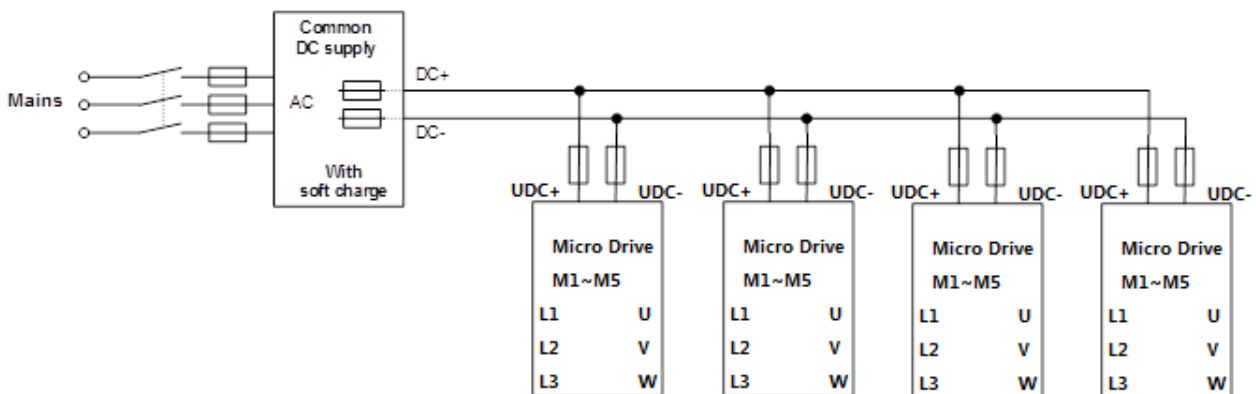 Common
DC supply
DC+
Mains
AC
DC-
With
soft charge
UDC+ UDC- UDC+ UDC- UDC+ UDC- UDC+ UDC-
Micro Drive Micro Drive Micro Drive Micro Drive
M1~M5 M1~M5 M1~M5 M1~M5
L1 U L1 U L1 U L1 U
L2 V L2 V L2 V L2 V
L3 W L3 W L3 W L3 W